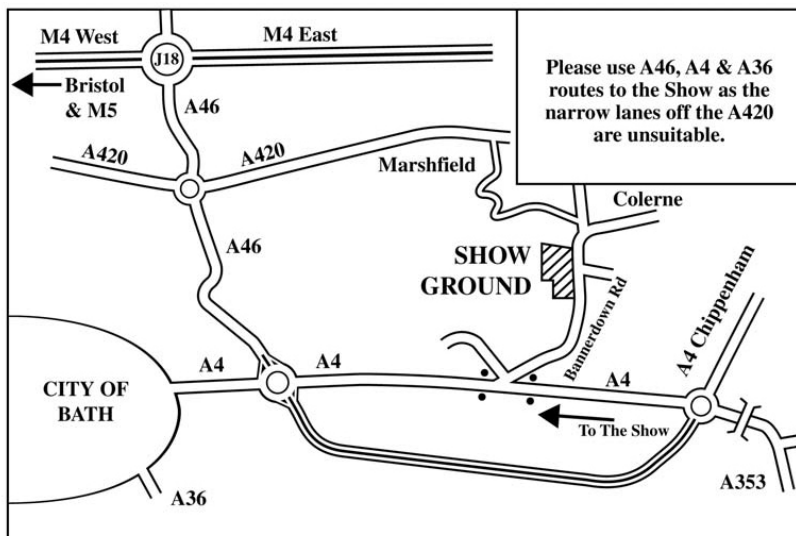 M4 West
M4 East
J18
Bristol
& M5
A46
Please use A46, A4 & A36
routes to the Show as the
narrow lanes off the A420
are unsuitable.
A420
A420
Marshfield
Colerne
A46
SHOW
GROUND
Bannerdown Rd
A4 Chippenham
A4
A4
A4
CITY OF
BATH
To The Show
A36
A353